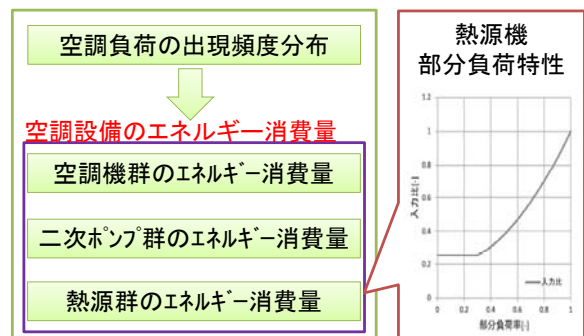 空調負荷の出現頻度分布
空調設備のエネルギー消費量
空調機群のエネルギー消費量
二次ポンプ群のエネルギー消費量
熱源群のエネルギー消費量
熱源機
部分負荷特性
1.2
1
0.8
0.6
0.4
0.2
0
入力比[-]
入力比
0 0.2 0.4 0.6 0.8 1
部分負荷率[-]